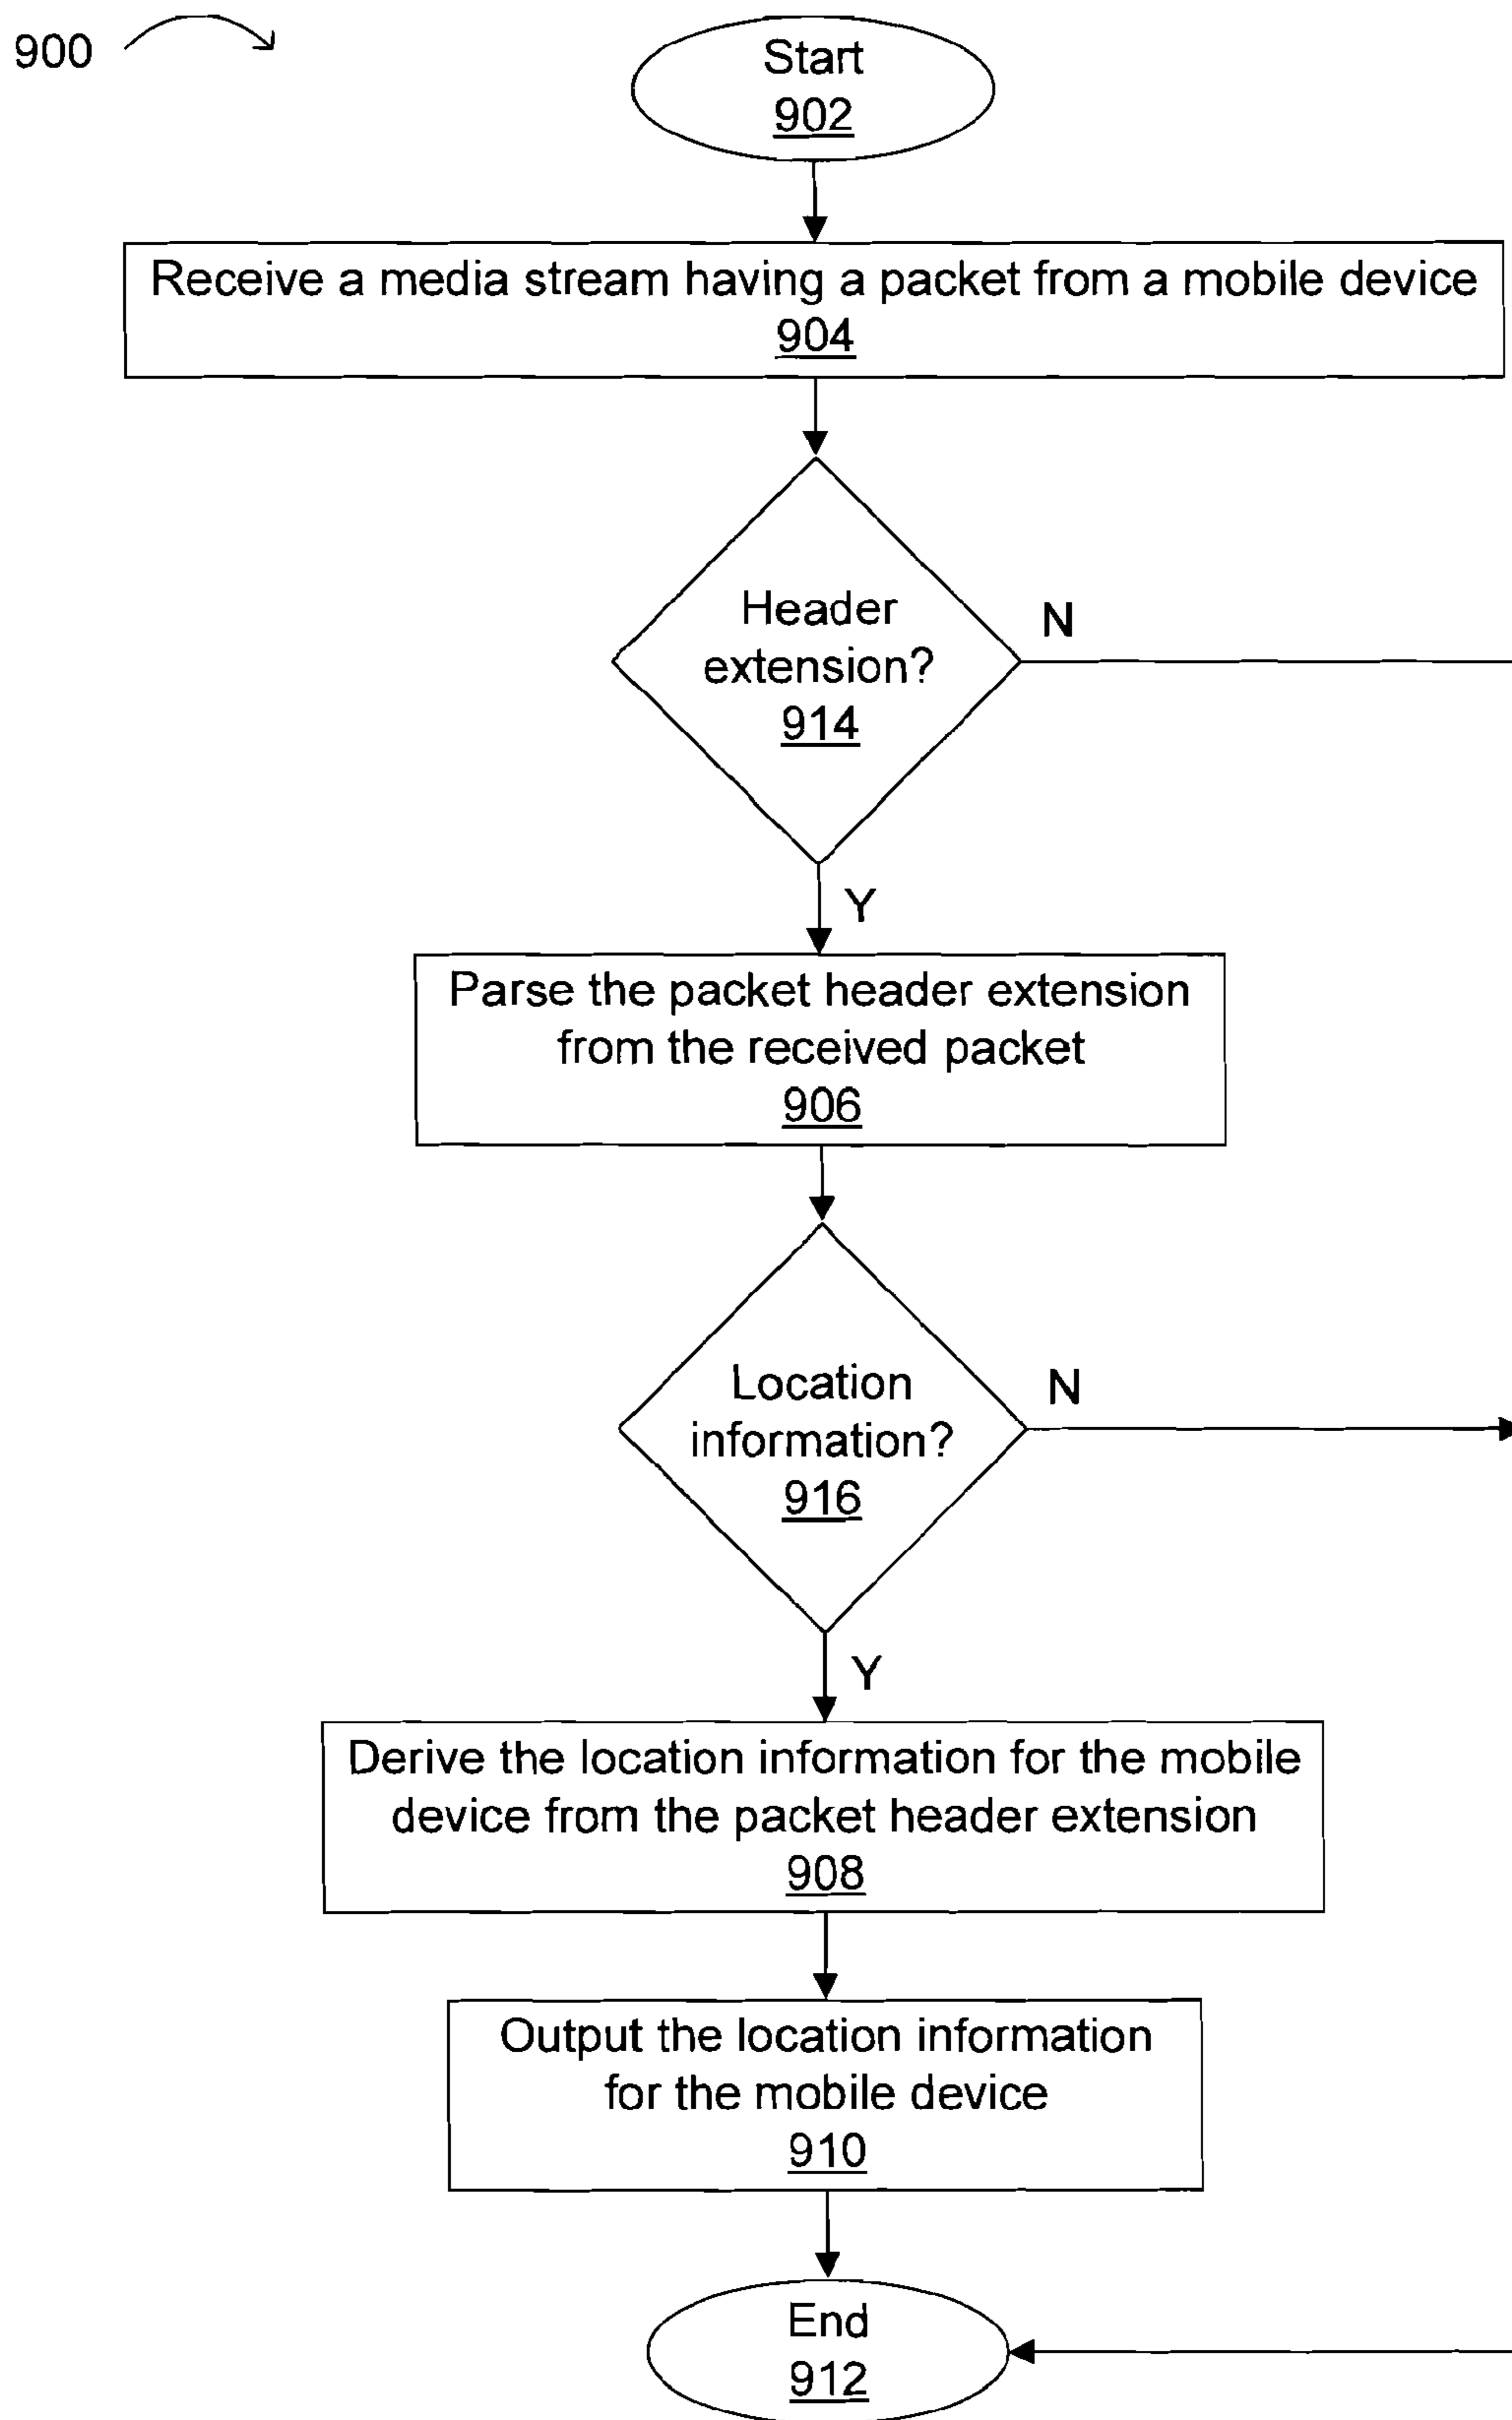 900
Start
902
Receive a media stream having a packet from a mobile device
904
Header
extension?
914
N
Y
Parse the packet header extension
from the received packet
906
Location
information?
916
N
Y
Derive the location information for the mobile
device from the packet header extension
908
Output the location information
for the mobile device
910
End
912